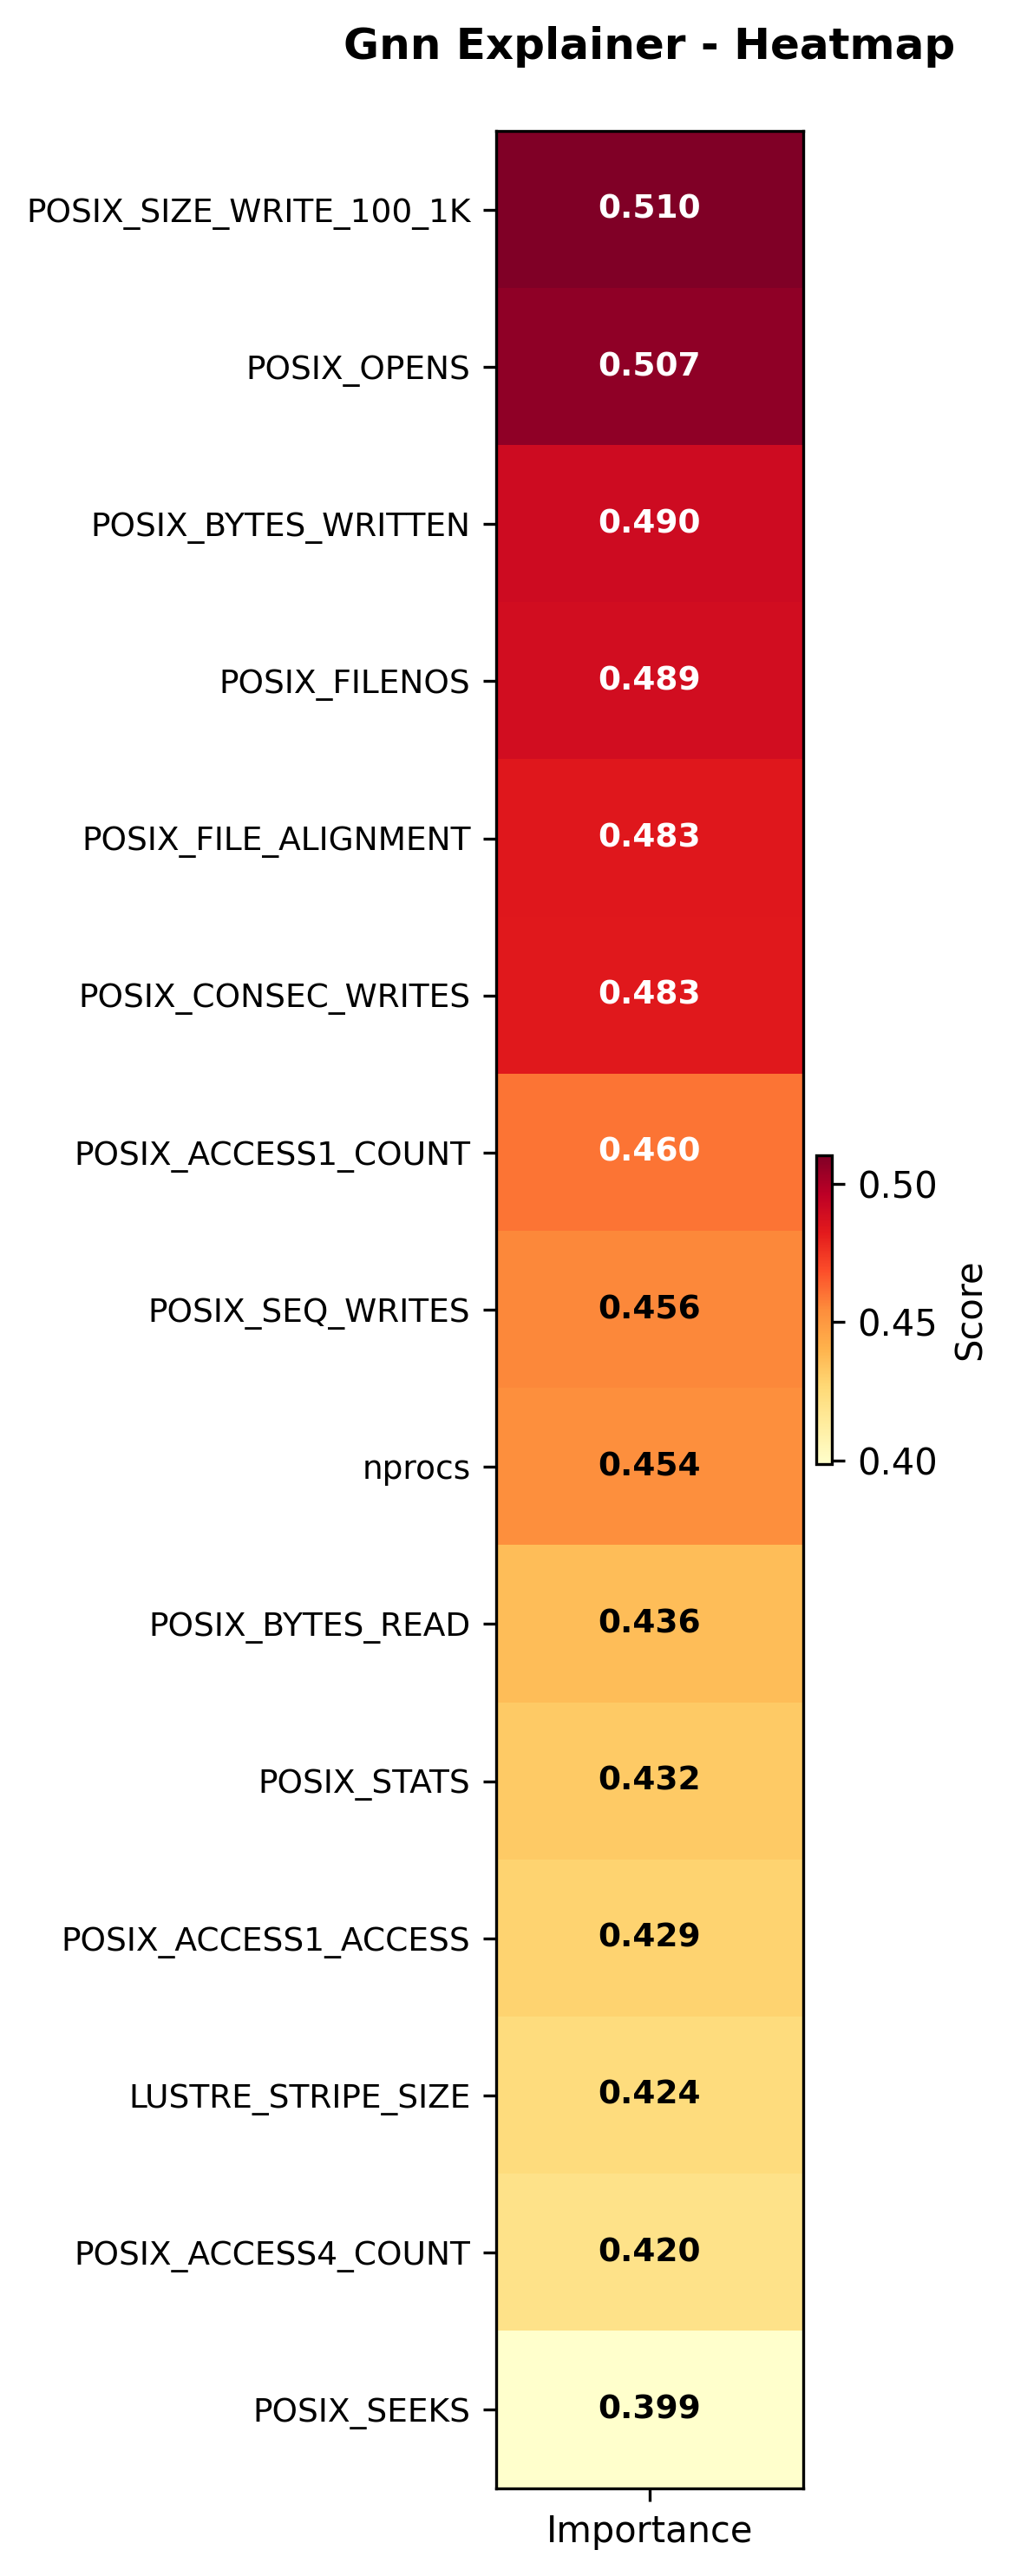 Gnn Explainer - Heatmap
POSIX_SIZE_WRITE_100_1K 0.510
POSIX_OPENS 0.507
POSIX_BYTES_WRITTEN 0.490
POSIX_FILENOS 0.489
POSIX_FILE_ALIGNMENT 0.483
POSIX_CONSEC_WRITES 0.483
POSIX_ACCESS1_COUNT 0.460
POSIX_SEQ_WRITES 0.456
nprocs 0.454
POSIX_BYTES_READ 0.436
POSIX_STATS 0.432
POSIX_ACCESS1_ACCESS 0.429
LUSTRE_STRIPE_SIZE 0.424
POSIX_ACCESS4_COUNT 0.420
POSIX_SEEKS 0.399
Importance
0.50
0.45
0.40
Score